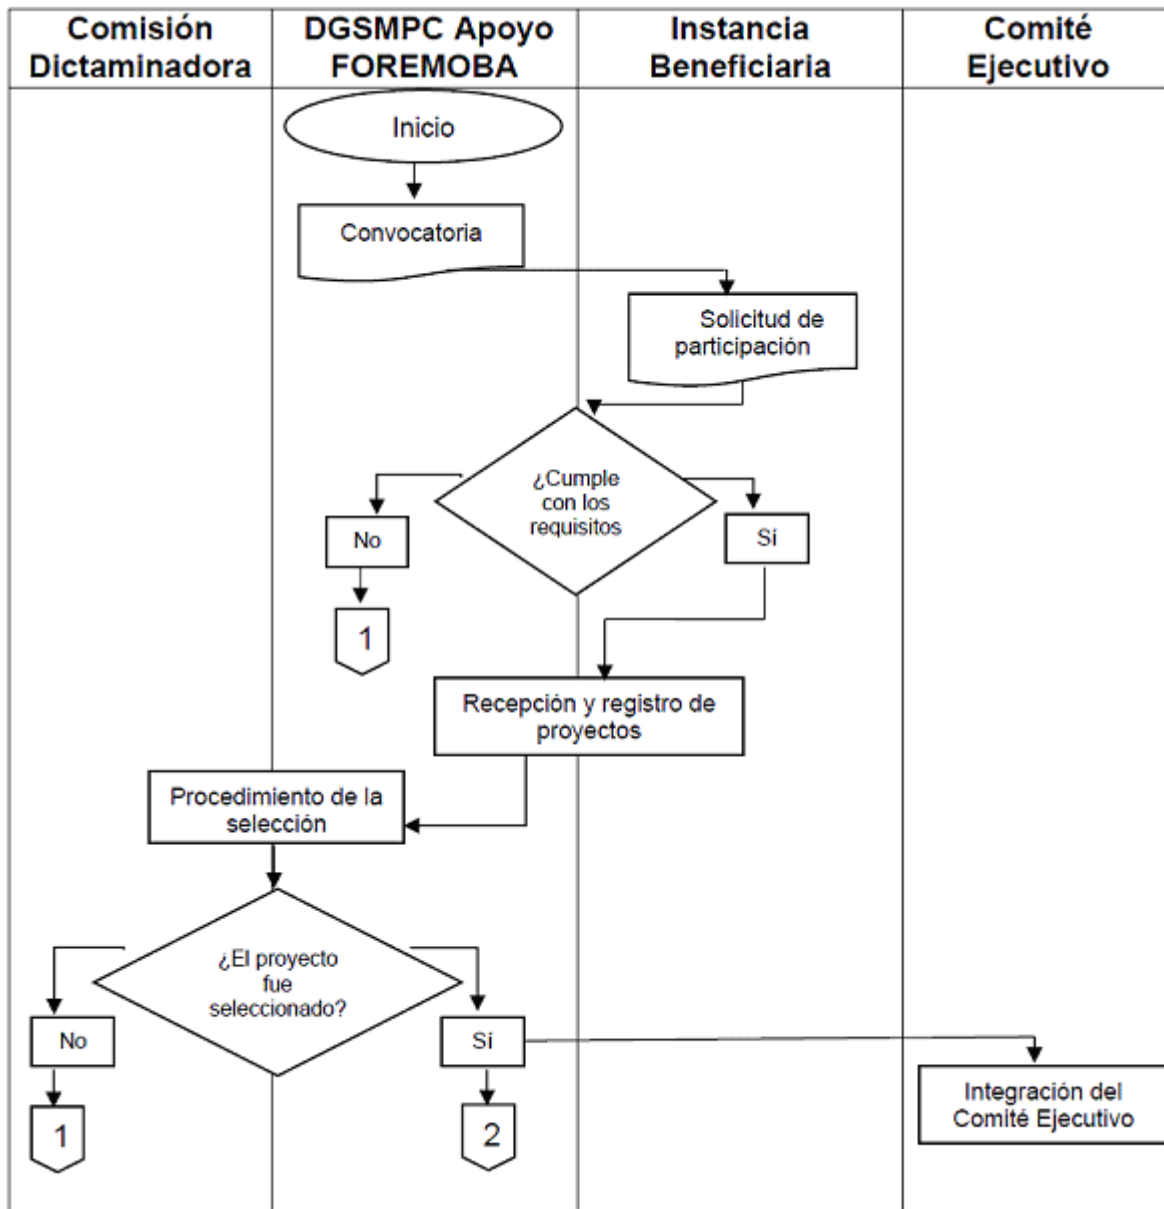 Comisión
Dictaminadora
DGSMPC Apoyo
FOREMOBA
Instancia
Beneficiaria
Comité
Ejecutivo
Inicio
Convocatoria
Solicitud de
participación
¿Cumple
con los
requisitos
No
Sí
1
Recepción y registro de
proyectos
Procedimiento de la
selección
¿El proyecto
fue
seleccionado?
No
Sí
Integración del
Comité Ejecutivo
1
2